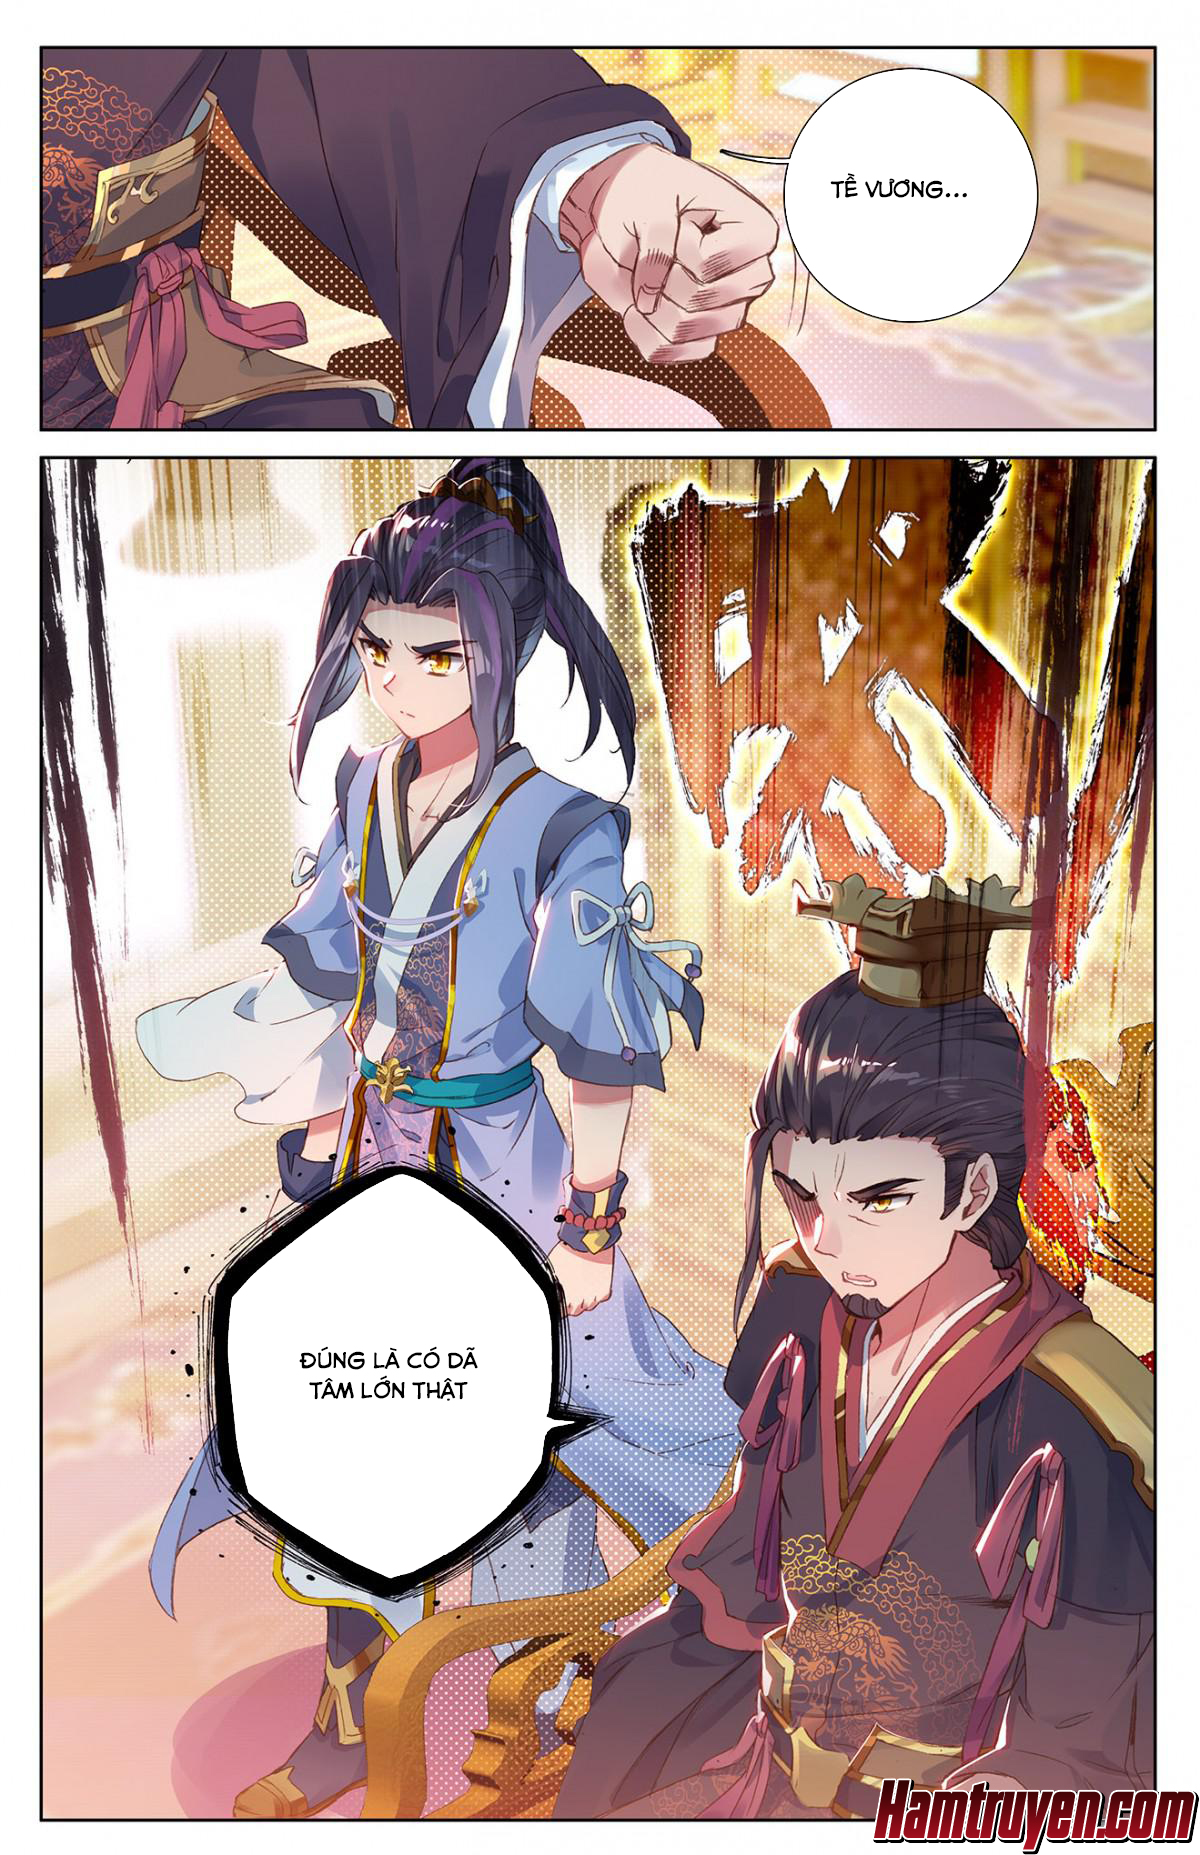 TỀ VƯƠNG...
ĐÚNG LÀ CÓ DÃ
TÂM LỚN THẬT
Hamtruyen.com